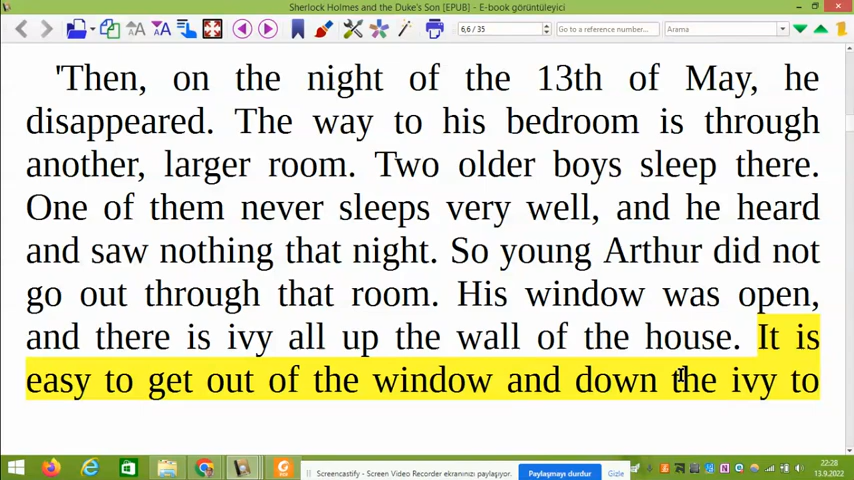 Sherlock Holmes and the Duke's Son [EPUB] - E-book görüntüleyici
6,6 / 35
Go to a reference number...
Arama
'Then, on the night of the 13th of May, he
disappeared. The way to his bedroom is through
another, larger room. Two older boys sleep there.
One of them never sleeps very well, and he heard
and saw nothing that night. So young Arthur did not
go out through that room. His window was open,
and there is ivy all up the wall of the house. It is
easy to get out of the window and down the ivy to
Screencastify - Screen Video Recorder ekranınızı paylaşıyor.
Paylaşmayı durdur
Gizle
22:28
13.9.2022